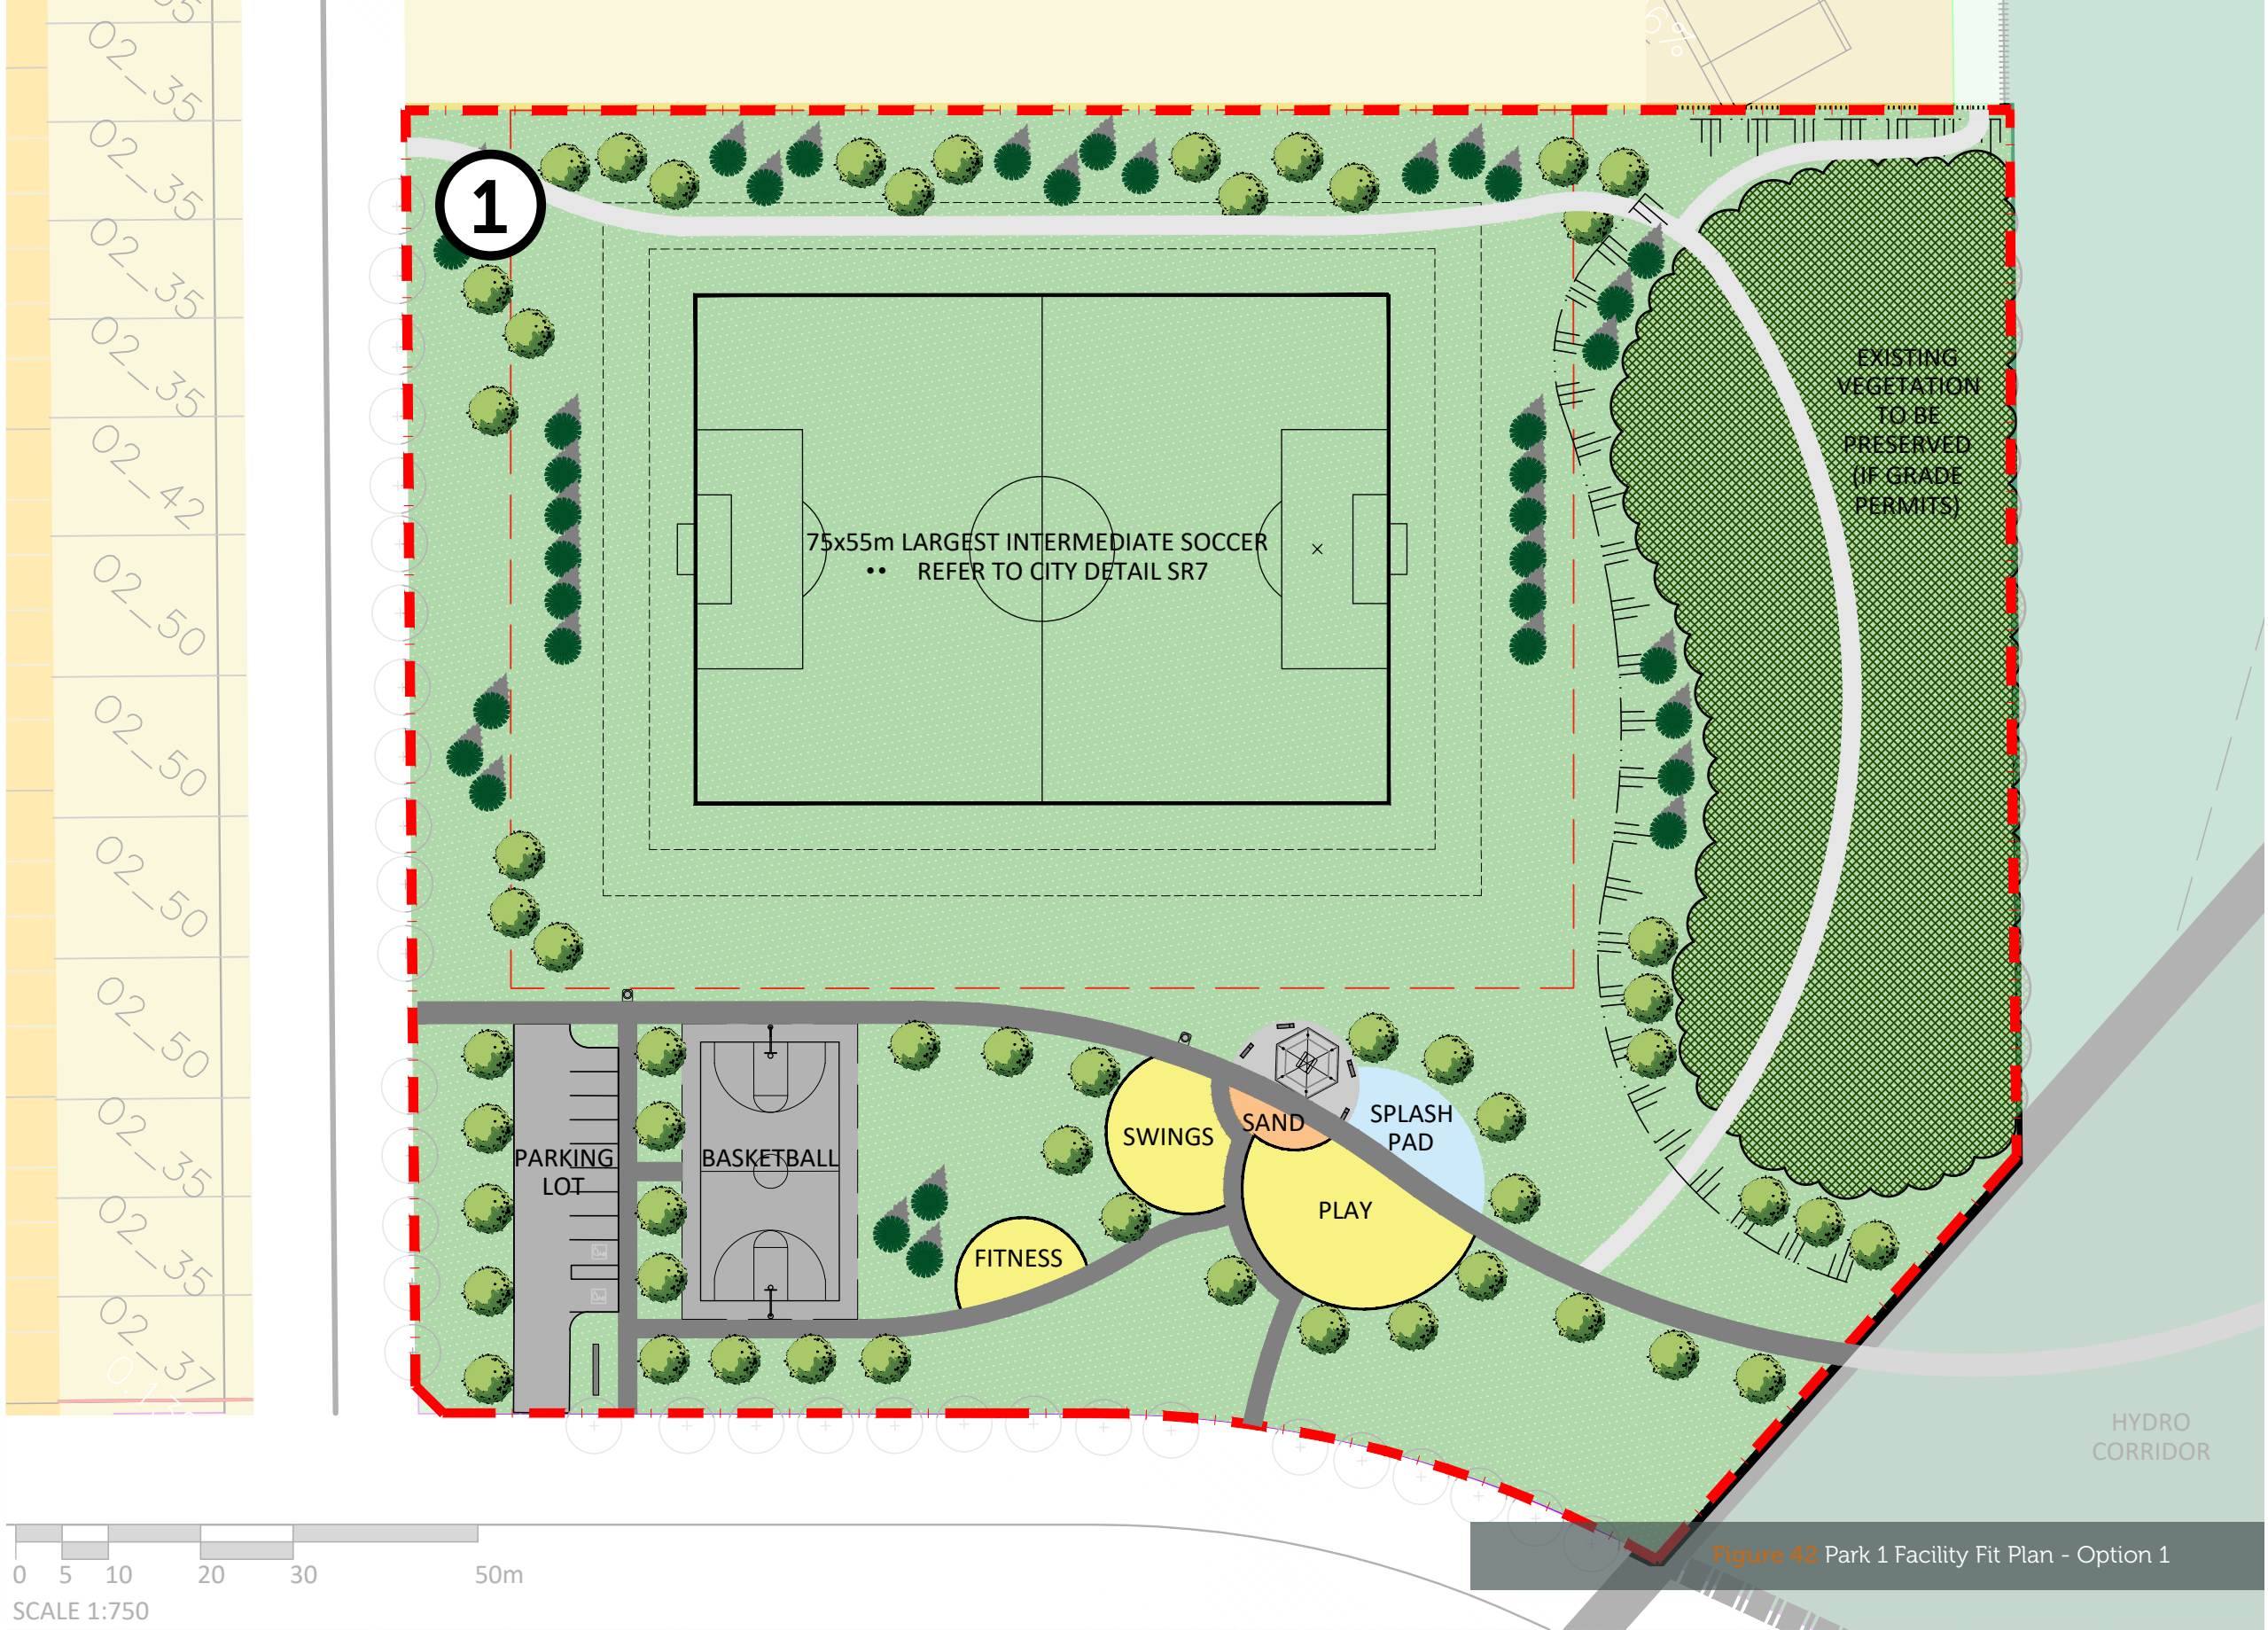 02_35
02_35
02_35
02_35
02_42
02_50
02_50
02_50
02_50
02_35
02_35
02_37
6%
1
EXISTING
VEGETATION
TO BE
PRESERVED
(IF GRADE
PERMITS)
75x55m LARGEST INTERMEDIATE SOCCER
•• REFER TO CITY DETAIL SR7
PARKING
LOT
BASKETBALL
FITNESS
SWINGS
SAND
SPLASH
PAD
PLAY
HYDRO
CORRIDOR
0 5 10 20 30 50m
SCALE 1:750
Figure 42 Park 1 Facility Fit Plan - Option 1